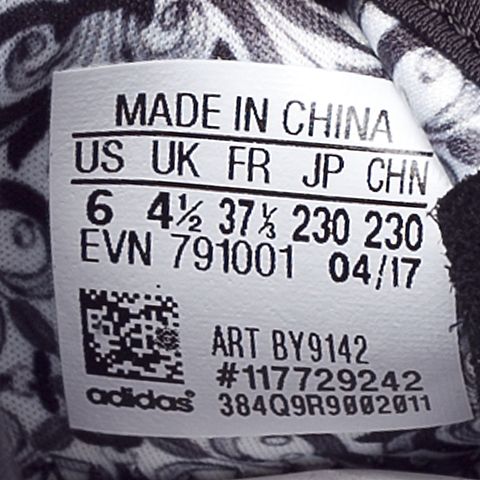 MADE IN CHINA
US UK FR JP CHN
6 4½ 37⅓ 230 230
EVN 791001 04/17
ART BY9142
#117729242
adidas 384Q9R9002011